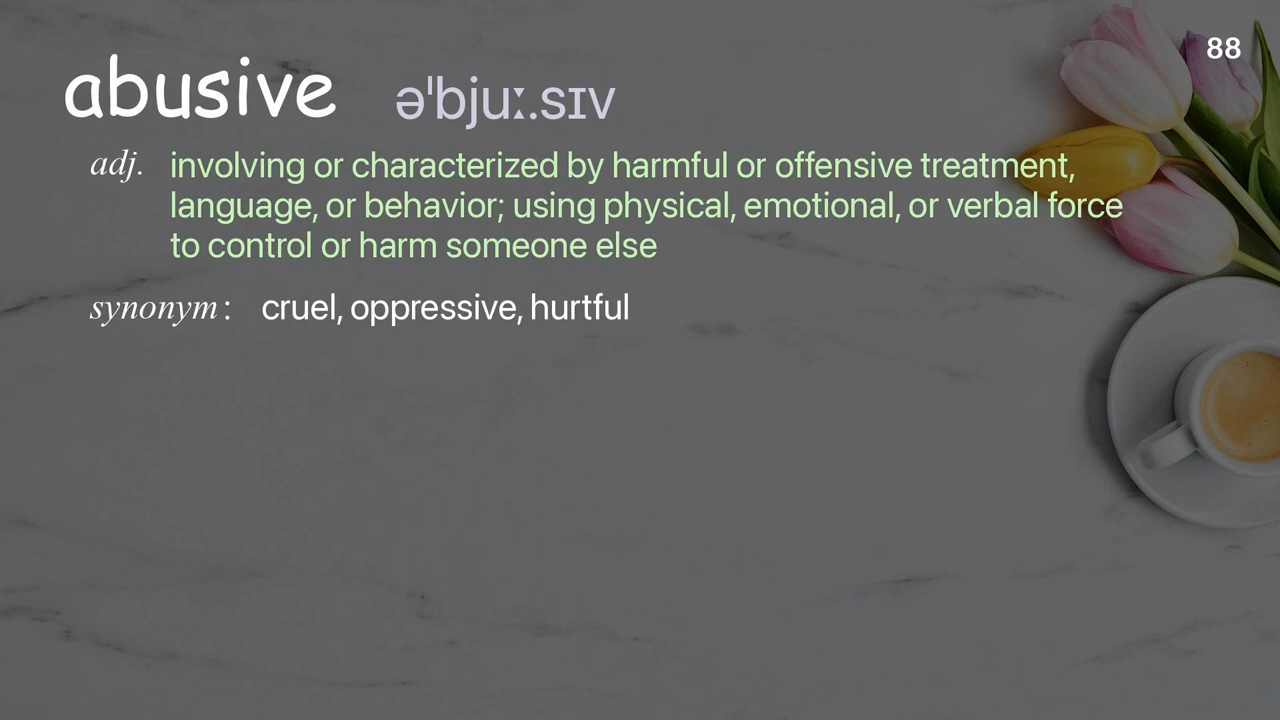 88
abusive əˈbjuː.sɪv
adj. involving or characterized by harmful or offensive treatment,
language, or behavior; using physical, emotional, or verbal force
to control or harm someone else
synonym : cruel, oppressive, hurtful